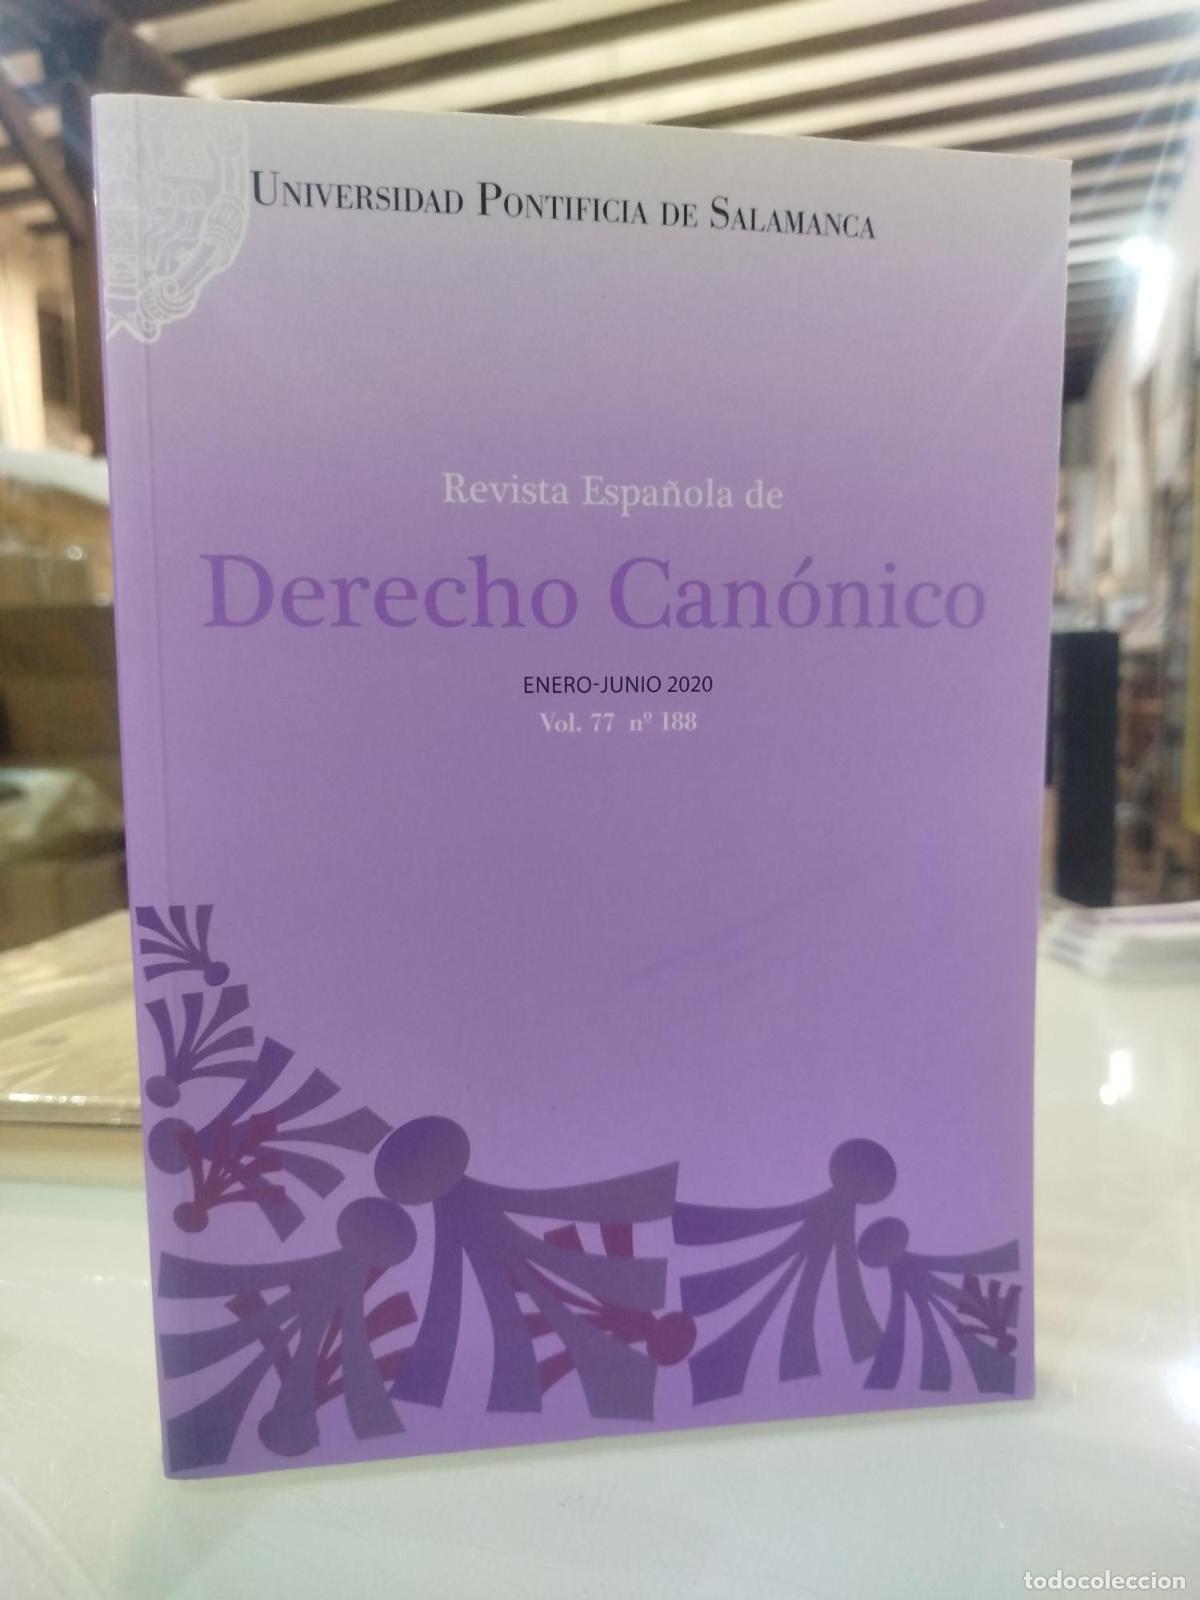 UNIVERSIDAD PONTIFICIA DE SALAMANCA
Revista Española de
Derecho Canónico
ENERO-JUNIO 2020
Vol. 77 nº 188
todocoleccion